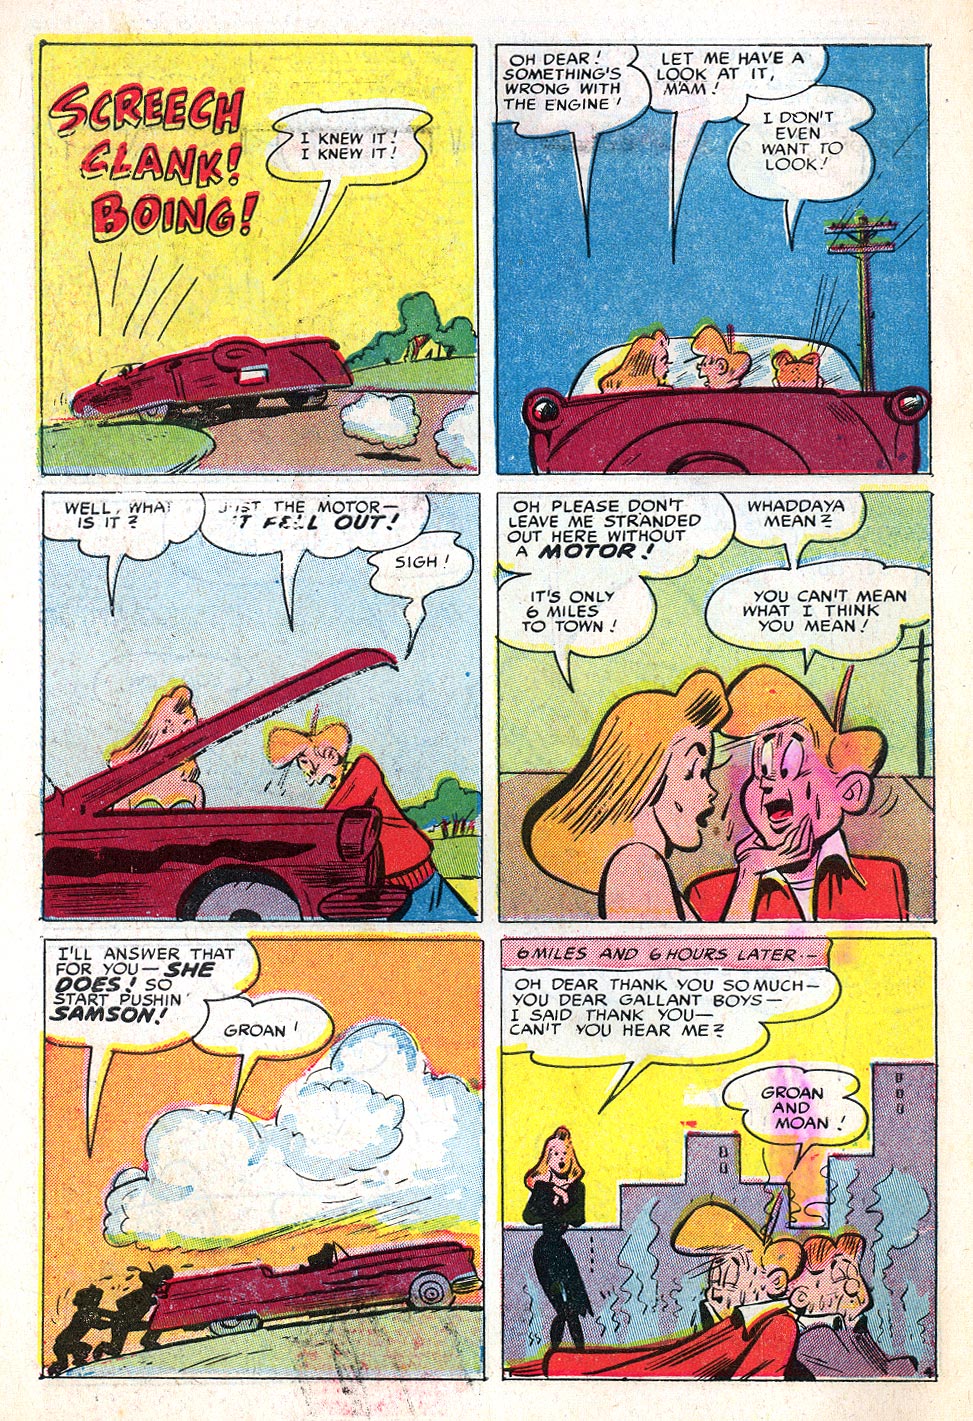 SCREECH
CLANK!
BOING!
I KNEW IT!
I KNEW IT!
OH DEAR!
SOMETHING'S
WRONG WITH
THE ENGINE!
LET ME HAVE A
LOOK AT IT,
MA'M!
I DON'T
EVEN
WANT TO
LOOK!
WELL, WHAT
IS IT?
JUST THE MOTOR—
IT FELL OUT!
SIGH!
OH PLEASE DON'T
LEAVE ME STRANDED
OUT HERE WITHOUT
A MOTOR!
IT'S ONLY
6 MILES
TO TOWN!
WHADDAYA
MEAN?
YOU CAN'T MEAN
WHAT I THINK
YOU MEAN!
I'LL ANSWER THAT
FOR YOU—SHE
DOES! SO
START PUSHIN'
SAMSON!
GROAN!
6 MILES AND 6 HOURS LATER.—
OH DEAR THANK YOU SO MUCH—
YOU DEAR GALLANT BOYS—
I SAID THANK YOU—
CAN'T YOU HEAR ME?
GROAN
AND
MOAN!
4